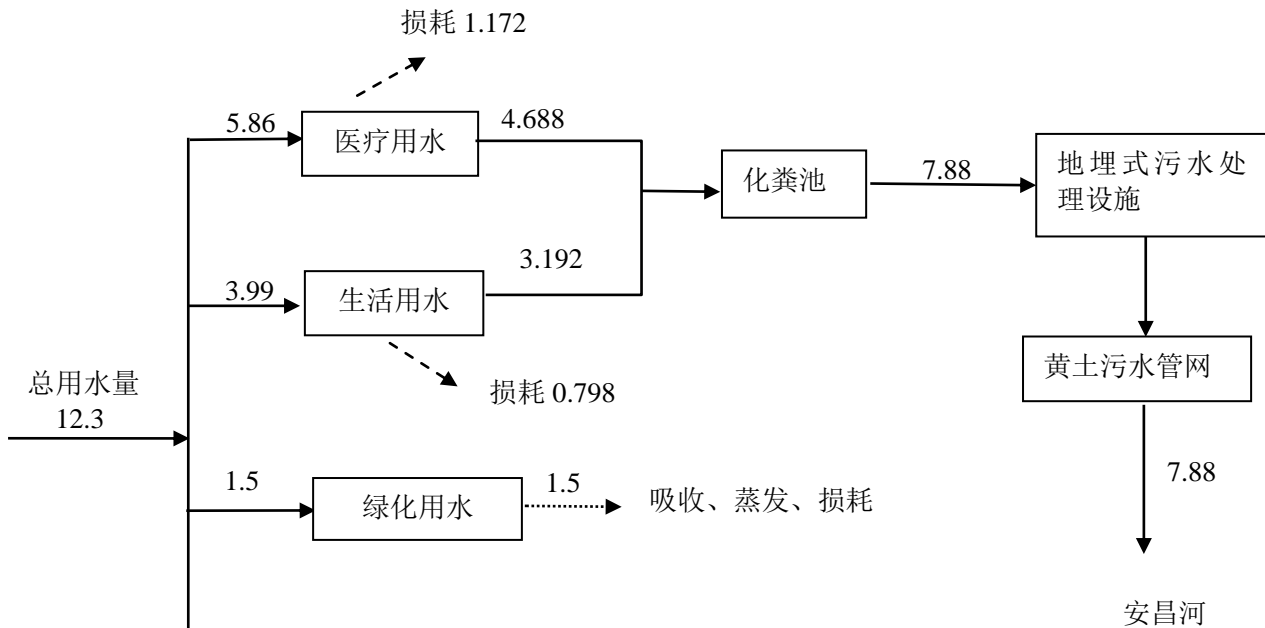 损耗 1.172
5.86
医疗用水
4.688
化粪池
7.88
地埋式污水处
理设施
3.99
生活用水
3.192
损耗 0.798
黄土污水管网
总用水量
12.3
7.88
1.5
绿化用水
1.5
吸收、蒸发、损耗
安昌河